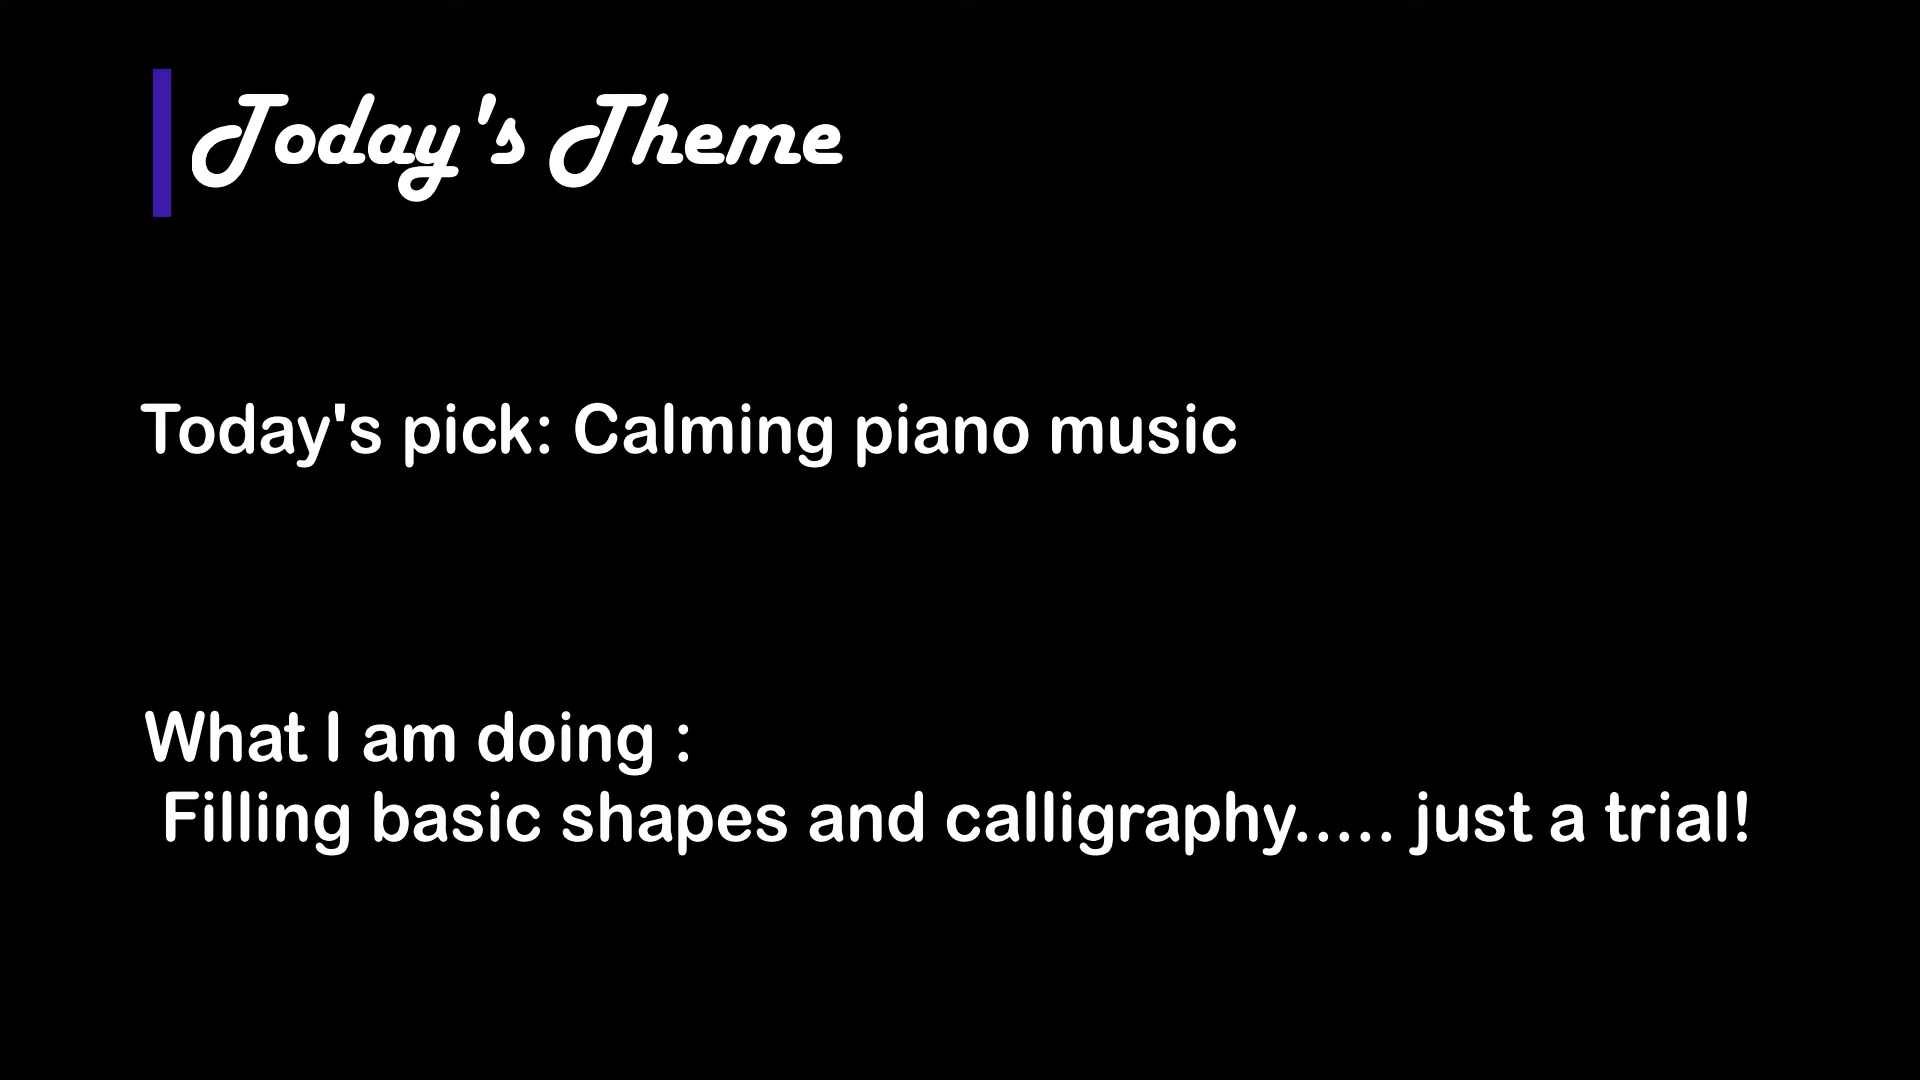 Today's Theme
Today's pick: Calming piano music
What I am doing :
Filling basic shapes and calligraphy..... just a trial!